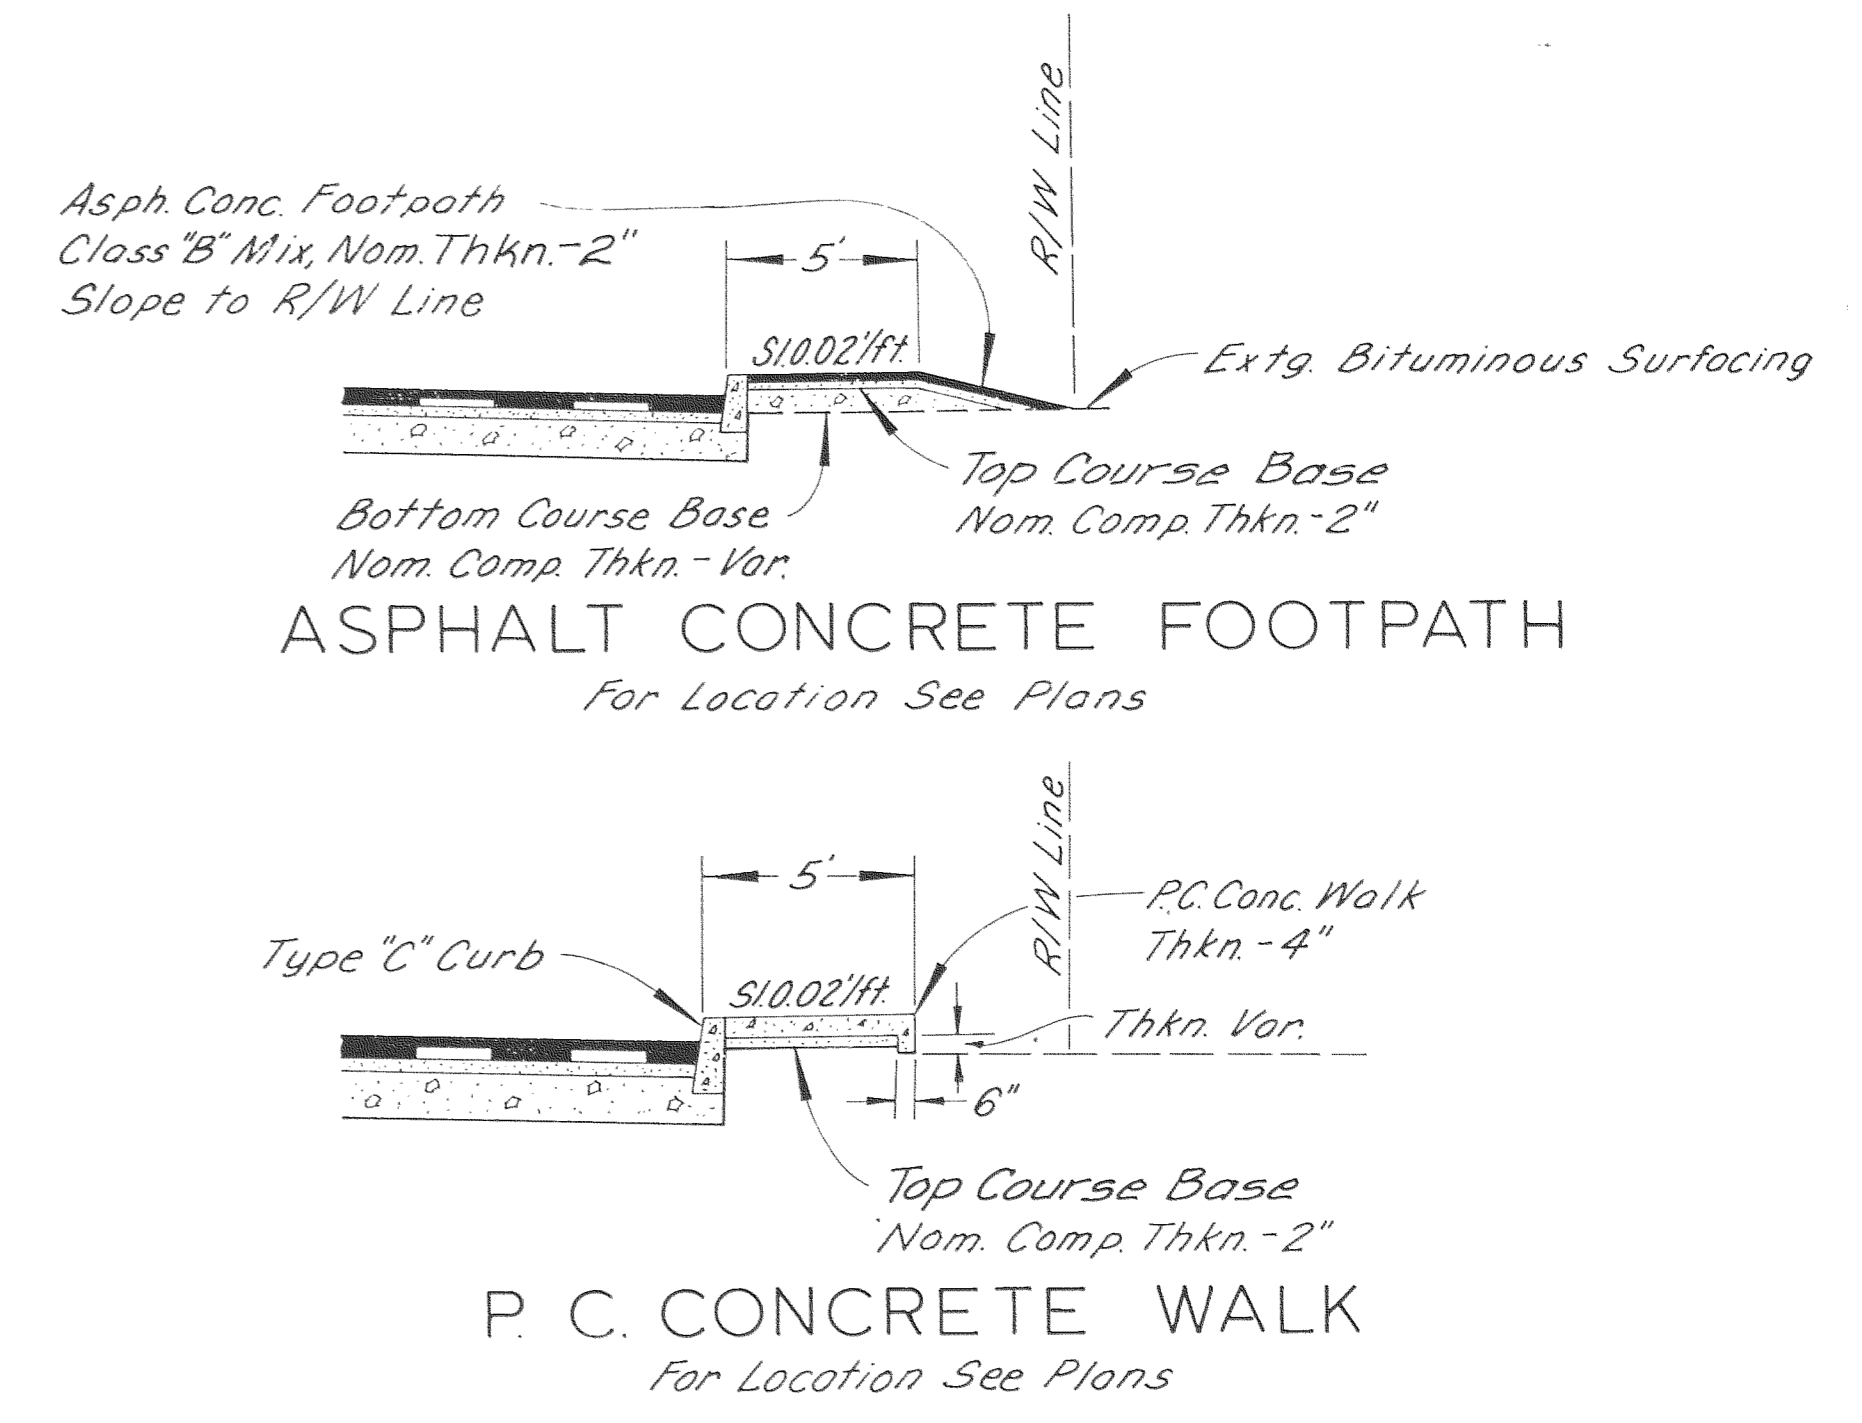 R/W Line
Asph. Conc. Footpath
Class "B" Mix, Nom. Thkn.-2"
Slope to R/W Line
5'
Sl.0.02'/ft.
Extg. Bituminous Surfacing
Top Course Base
Nom. Comp. Thkn.-2"
Bottom Course Base
Nom. Comp. Thkn.-Var.
ASPHALT CONCRETE FOOTPATH
For Location See Plans
R/W Line
5'
P.C. Conc. Walk
Thkn.-4"
Type "C" Curb
Sl.0.02'/ft.
Thkn. Var.
6"
Top Course Base
Nom. Comp. Thkn.-2"
P. C. CONCRETE WALK
For Location See Plans